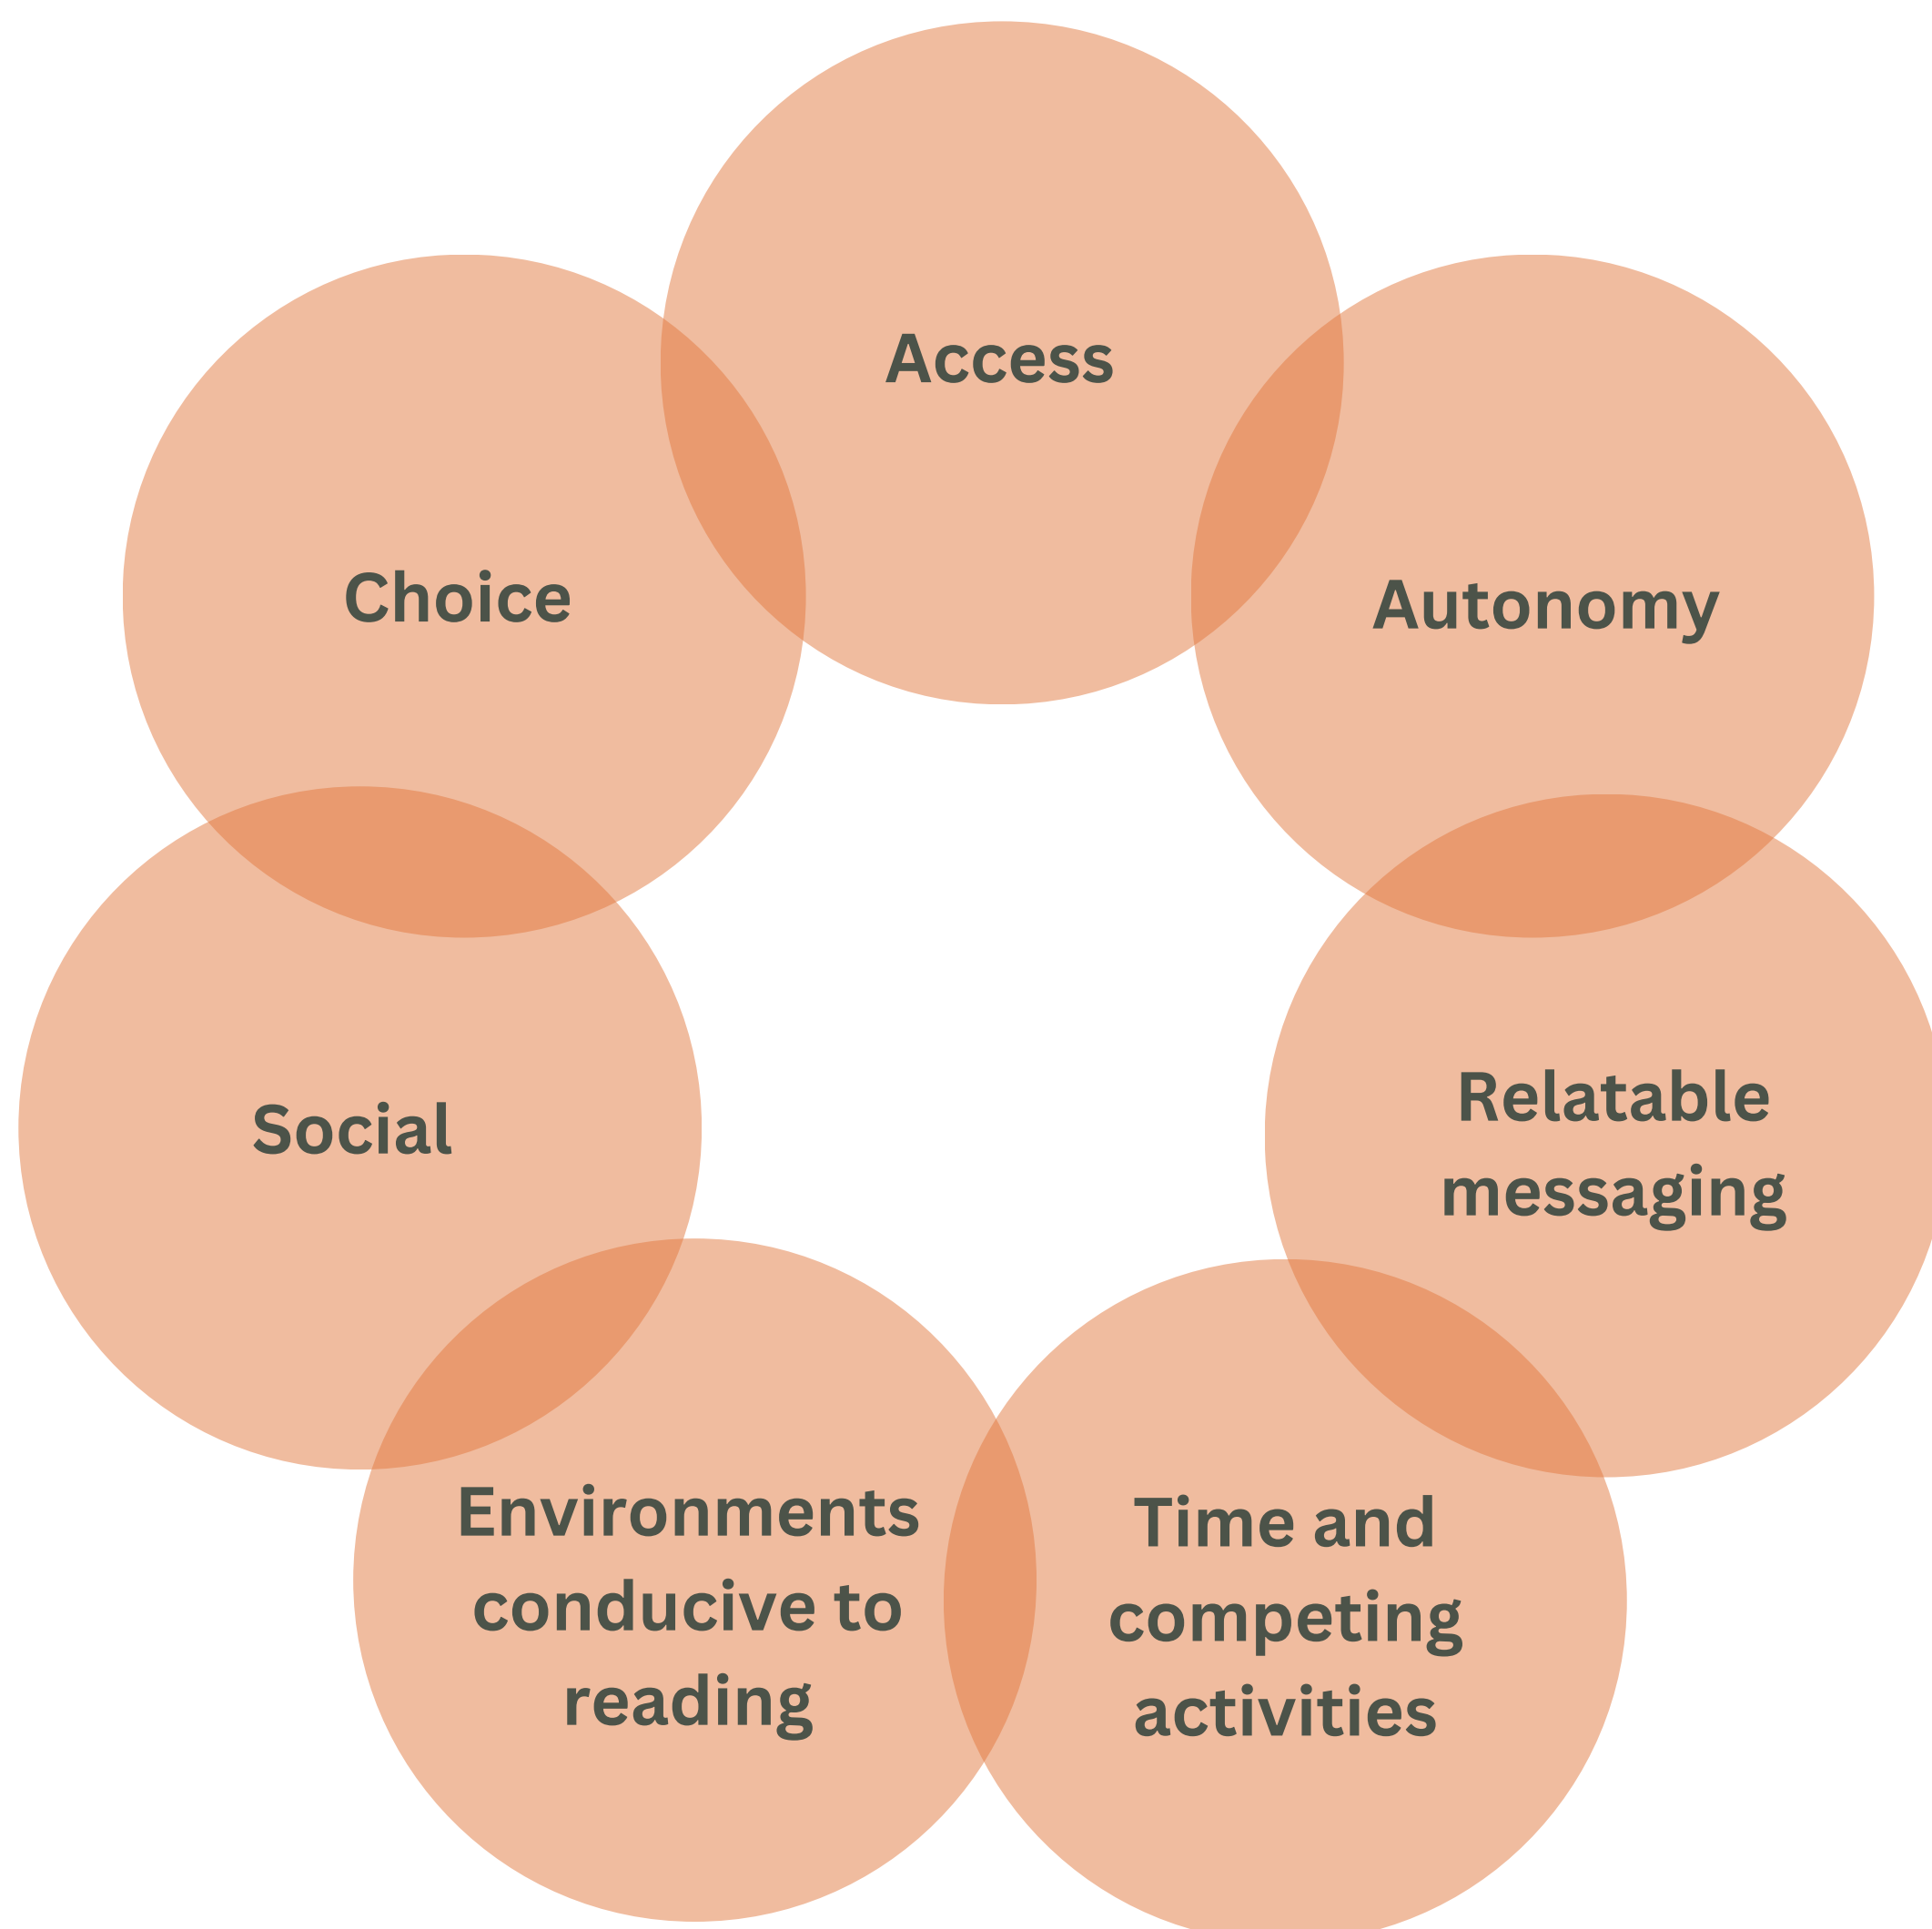 Access
Choice
Autonomy
Relatable
messaging
Social
Environments
conducive to
reading
Time and
competing
activities